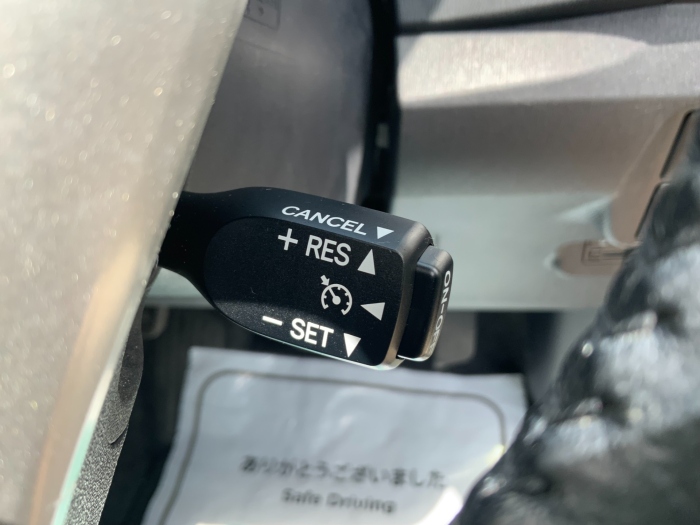 CANCEL ▼
+ RES ▲
◀
− SET ▼
ON-OFF
ありがとうございました
Safe Driving